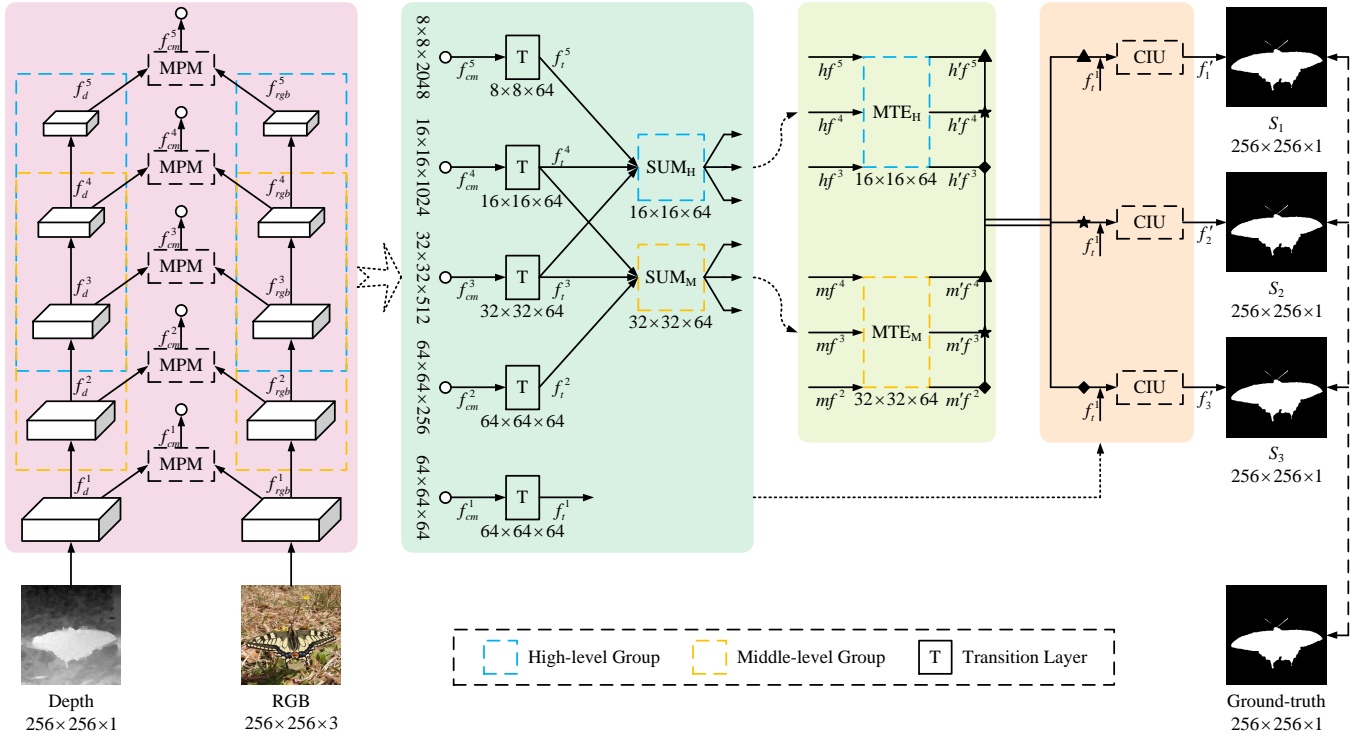 f_cm^5
MPM
f_d^5
f_rgb^5
f_cm^4
MPM
f_d^4
f_rgb^4
f_cm^3
MPM
f_d^3
f_rgb^3
f_cm^2
MPM
f_d^2
f_rgb^2
f_cm^1
MPM
f_d^1
f_rgb^1
Depth
256×256×1
RGB
256×256×3
8×8×2048
f_cm^5
T
f_t^5
8×8×64
16×16×1024
f_cm^4
T
f_t^4
16×16×64
32×32×512
f_cm^3
T
f_t^3
32×32×64
64×64×256
f_cm^2
T
f_t^2
64×64×64
64×64×64
f_cm^1
T
f_t^1
64×64×64
SUM_H
16×16×64
SUM_M
32×32×64
hf^5
h'f^5
hf^4
MTE_H
h'f^4
hf^3
16×16×64
h'f^3
mf^4
m'f^4
mf^3
MTE_M
m'f^3
mf^2
32×32×64
m'f^2
f_t^1
CIU
f_1'
f_t^1
CIU
f_2'
f_t^1
CIU
f_3'
S_1
256×256×1
S_2
256×256×1
S_3
256×256×1
Ground-truth
256×256×1
High-level Group
Middle-level Group
T
Transition Layer